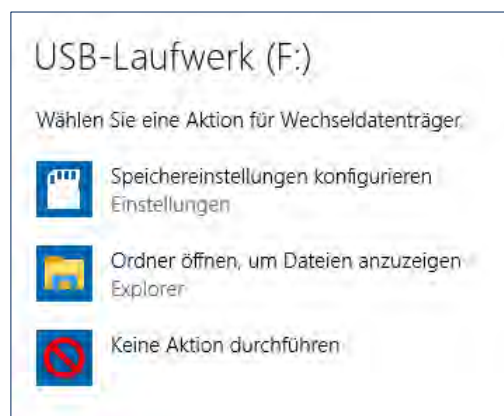 USB-Laufwerk (F:)
Wählen Sie eine Aktion für Wechseldatenträger.
Speichereinstellungen konfigurieren
Einstellungen
Ordner öffnen, um Dateien anzuzeigen
Explorer
Keine Aktion durchführen